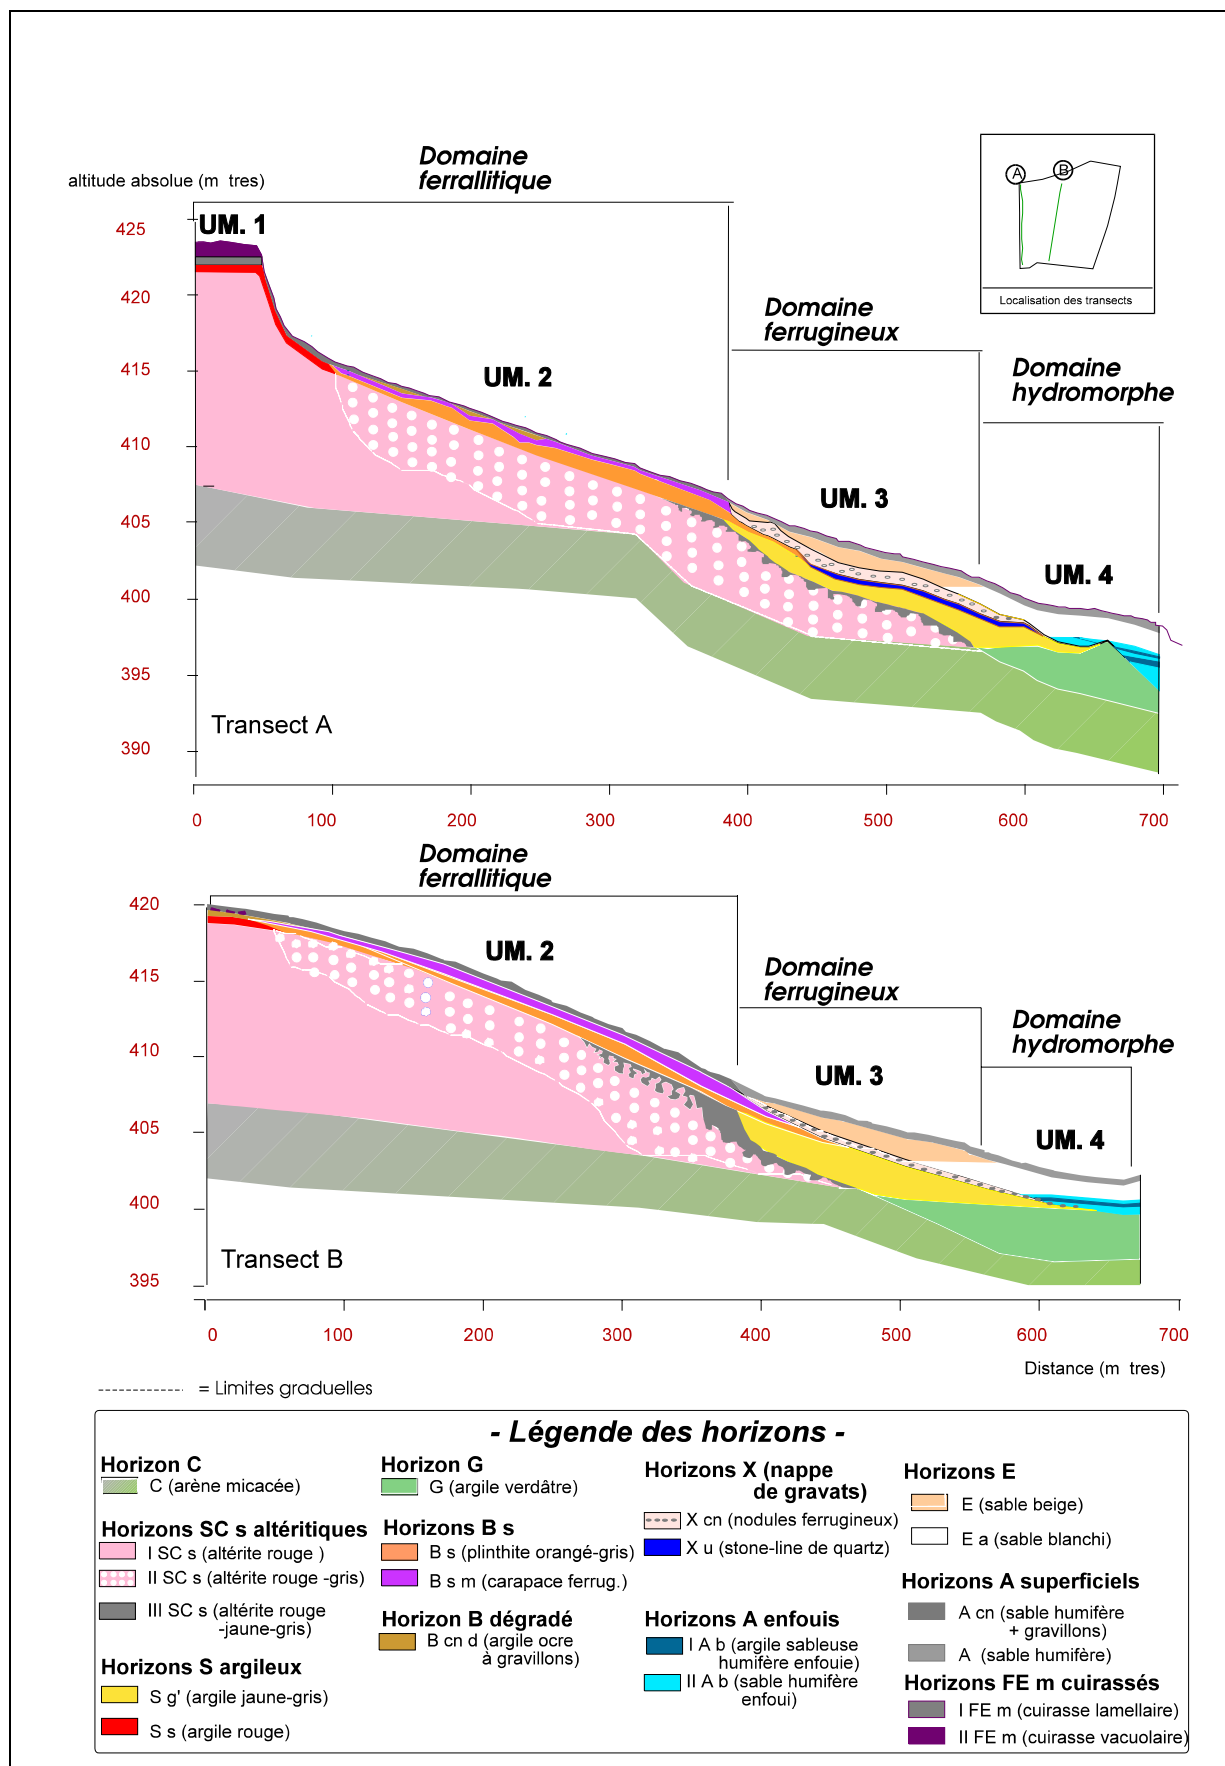 Domaine
ferrallitique
altitude absolue (m tres)
A
B
Localisation des transects
UM. 1
425
420
415
410
405
400
395
390
Domaine
ferrugineux
UM. 2
Domaine
hydromorphe
UM. 3
UM. 4
Transect A
0
100
200
300
400
500
600
700
Domaine
ferrallitique
420
415
410
405
400
395
UM. 2
Domaine
ferrugineux
Domaine
hydromorphe
UM. 3
UM. 4
Transect B
0
100
200
300
400
500
600
700
Distance (m tres)
= Limites graduelles
- Légende des horizons -
Horizon C
C (arène micacée)
Horizons SC s altéritiques
I SC s (altérite rouge )
II SC s (altérite rouge -gris)
III SC s (altérite rouge
-jaune-gris)
Horizons S argileux
S g' (argile jaune-gris)
S s (argile rouge)
Horizon G
G (argile verdâtre)
Horizons B s
B s (plinthite orangé-gris)
B s m (carapace ferrug.)
Horizon B dégradé
B cn d (argile ocre
à gravillons)
Horizons X (nappe
de gravats)
X cn (nodules ferrugineux)
X u (stone-line de quartz)
Horizons A enfouis
I A b (argile sableuse
humifère enfouie)
II A b (sable humifère
enfoui)
Horizons E
E (sable beige)
E a (sable blanchi)
Horizons A superficiels
A cn (sable humifère
+ gravillons)
A (sable humifère)
Horizons FE m cuirassés
I FE m (cuirasse lamellaire)
II FE m (cuirasse vacuolaire)